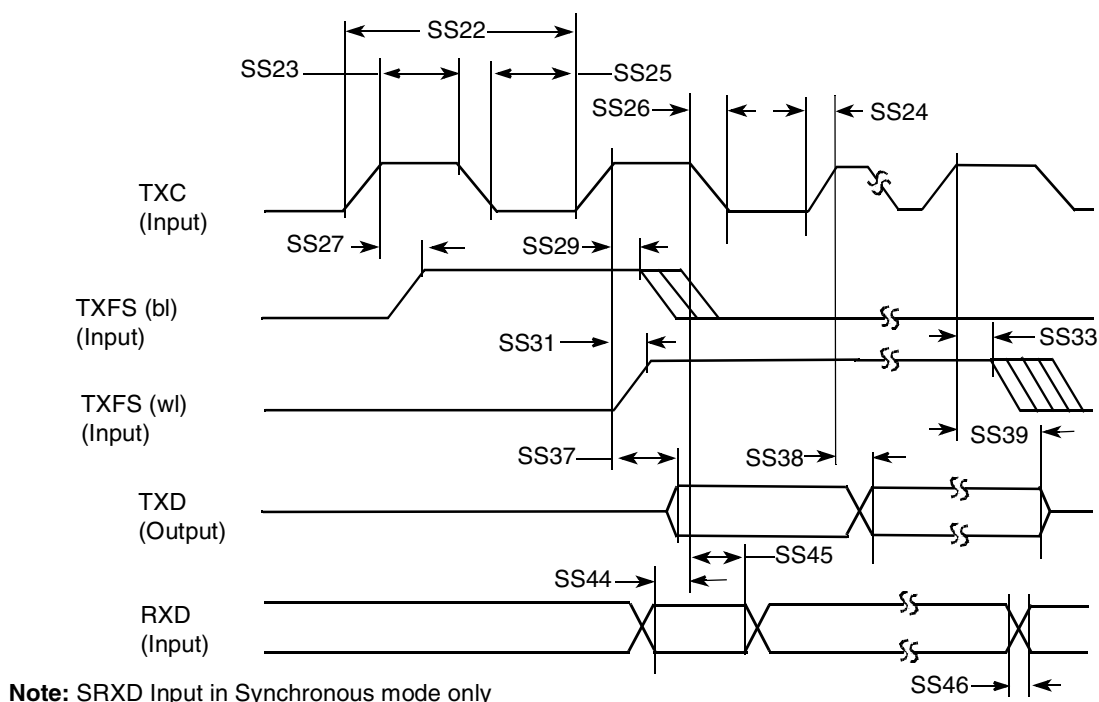 SS22
SS23
SS25
SS26
SS24
TXC
(Input)
SS27
SS29
TXFS (bl)
(Input)
SS31
SS33
TXFS (wl)
(Input)
SS39
SS37
SS38
TXD
(Output)
SS45
SS44
RXD
(Input)
SS46
Note: SRXD Input in Synchronous mode only